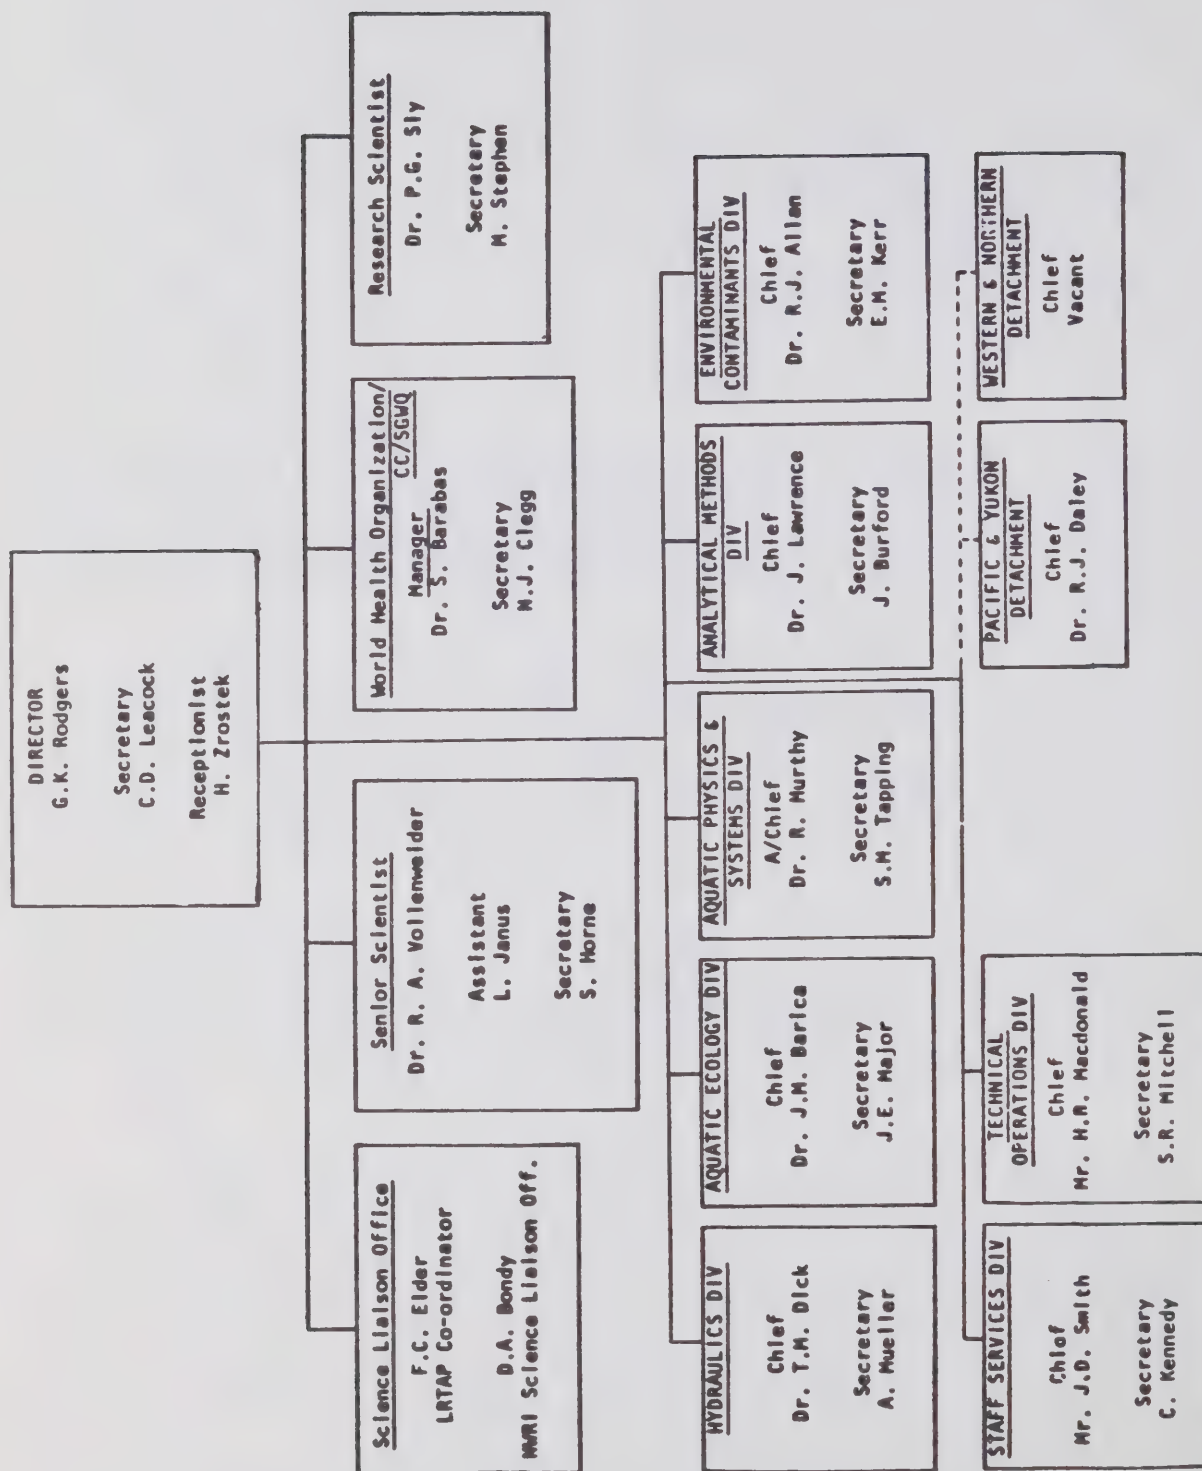 DIRECTOR
G.K. Rodgers
Secretary
C.D. Leacock
Receptionist
H. Zrostek
Science Liaison Office
F.C. Elder
LRTAP Co-ordinator
D.A. Bondy
NWRI Science Liaison Off.
Senior Scientist
Dr. R. A. Vollenweider
Assistant
L. Janus
Secretary
S. Horne
World Health Organization/
CC/SGWQ
Manager
Dr. S. Barabas
Secretary
M.J. Clegg
Research Scientist
Dr. P.G. Sly
Secretary
M. Stephen
HYDRAULICS DIV
Chief
Dr. T.M. Dick
Secretary
A. Mueller
AQUATIC ECOLOGY DIV
Chief
Dr. J.M. Barica
Secretary
J.E. Major
AQUATIC PHYSICS &
SYSTEMS DIV
A/Chief
Dr. R. Murthy
Secretary
S.M. Tapping
ANALYTICAL METHODS
DIV
Chief
Dr. J. Lawrence
Secretary
J. Burford
ENVIRONMENTAL
CONTAMINANTS DIV
Chief
Dr. R.J. Allan
Secretary
E.M. Kerr
STAFF SERVICES DIV
Chief
Mr. J.D. Smith
Secretary
C. Kennedy
TECHNICAL
OPERATIONS DIV
Chief
Mr. H.R. Macdonald
Secretary
S.R. Mitchell
PACIFIC & YUKON
DETACHMENT
Chief
Dr. R.J. Daley
WESTERN & NORTHERN
DETACHMENT
Chief
Vacant